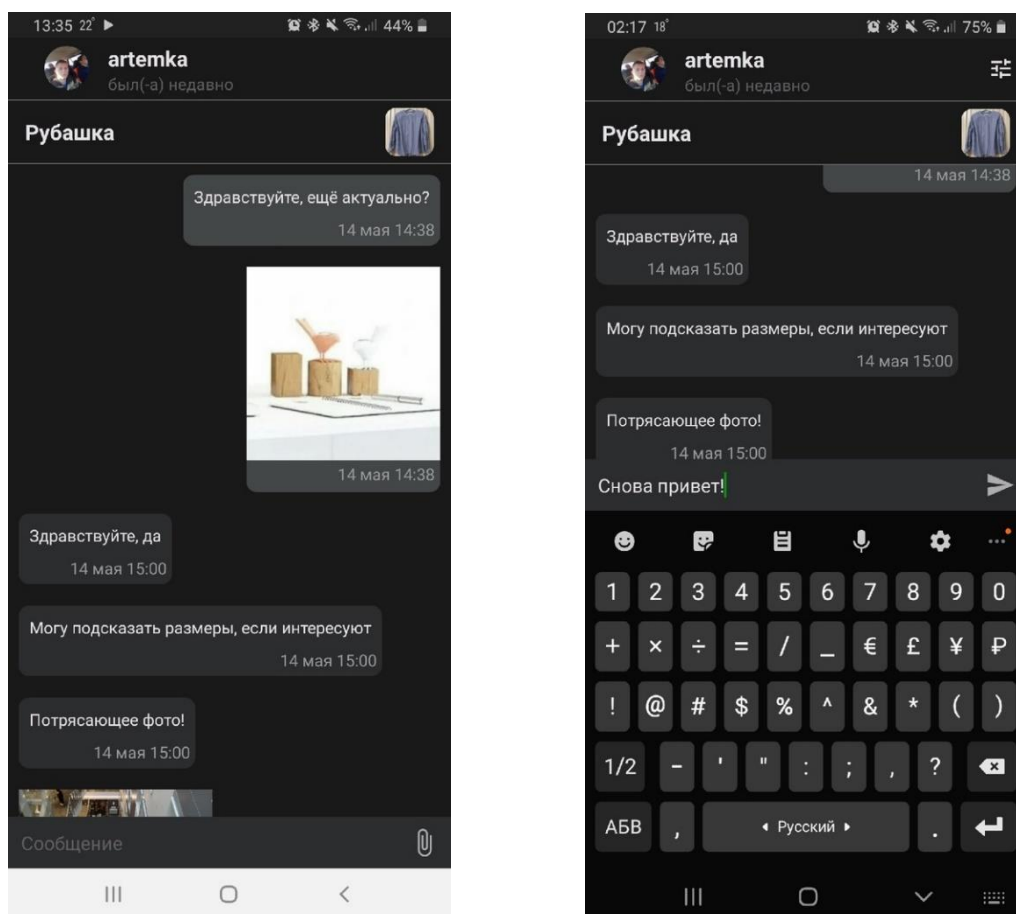 13:35 22°
44%
artemka
был(-а) недавно
Рубашка
Здравствуйте, ещё актуально?
14 мая 14:38
14 мая 14:38
Здравствуйте, да
14 мая 15:00
Могу подсказать размеры, если интересуют
14 мая 15:00
Потрясающее фото!
14 мая 15:00
Сообщение
02:17 18°
75%
artemka
был(-а) недавно
Рубашка
14 мая 14:38
Здравствуйте, да
14 мая 15:00
Могу подсказать размеры, если интересуют
14 мая 15:00
Потрясающее фото!
14 мая 15:00
Снова привет!
1 2 3 4 5 6 7 8 9 0
+ × ÷ = / _ € £ ¥ ₽
! @ # $ % ^ & * ( )
1/2 - ' " : ; , ?
АБВ , Русский .